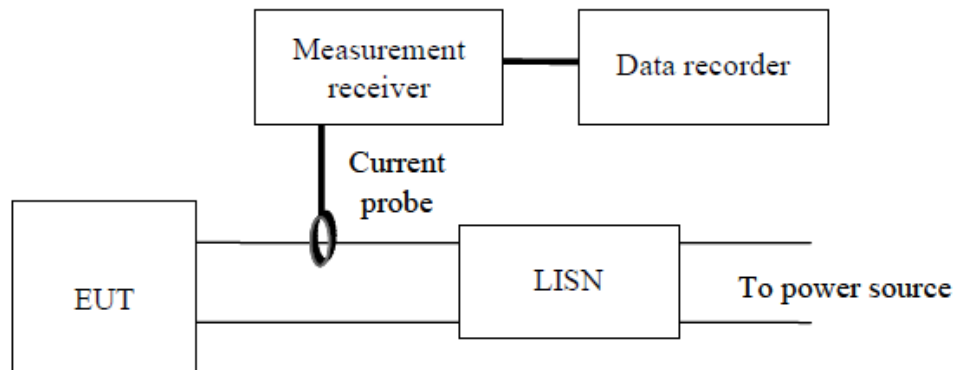 Measurement
receiver
Data recorder
Current
probe
EUT
LISN
To power source